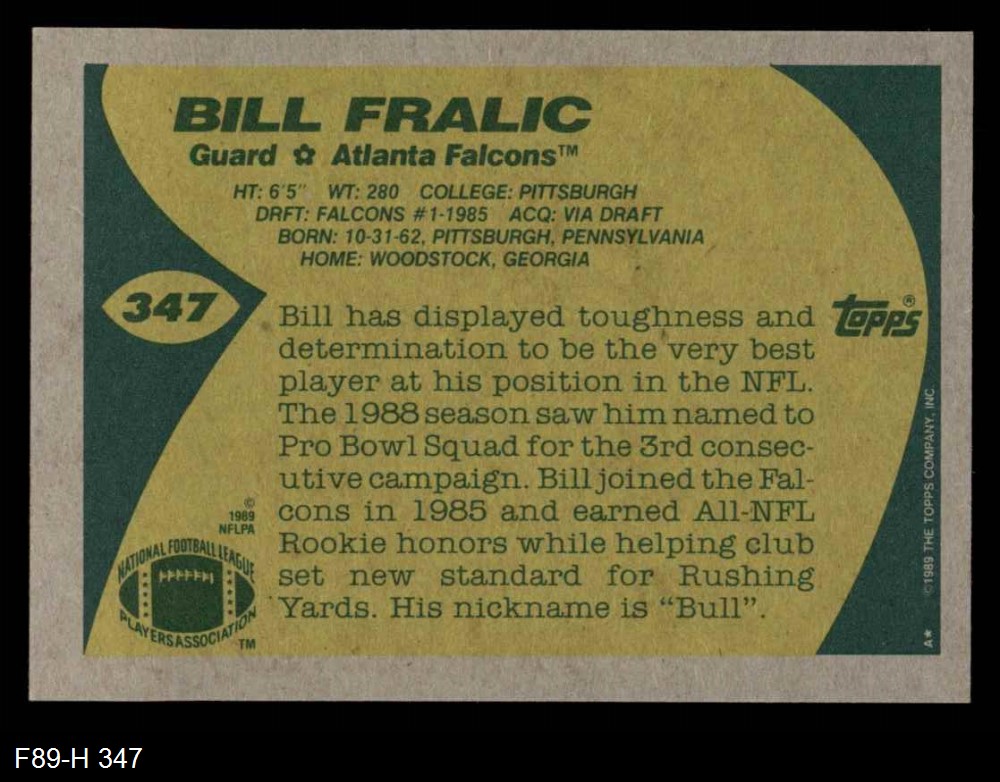 BILL FRALIC
Guard ✿ Atlanta Falcons™
HT: 6'5" WT: 280 COLLEGE: PITTSBURGH
DRFT: FALCONS #1-1985 ACQ: VIA DRAFT
BORN: 10-31-62, PITTSBURGH, PENNSYLVANIA
HOME: WOODSTOCK, GEORGIA
347
Bill has displayed toughness and
determination to be the very best
player at his position in the NFL.
The 1988 season saw him named to
Pro Bowl Squad for the 3rd consec-
utive campaign. Bill joined the Fal-
cons in 1985 and earned All-NFL
Rookie honors while helping club
set new standard for Rushing
Yards. His nickname is “Bull”.
topps®
©
1989
NFLPA
NATIONAL FOOTBALL LEAGUE
PLAYERS ASSOCIATION
TM
©1989 THE TOPPS COMPANY, INC.
A★
F89-H 347